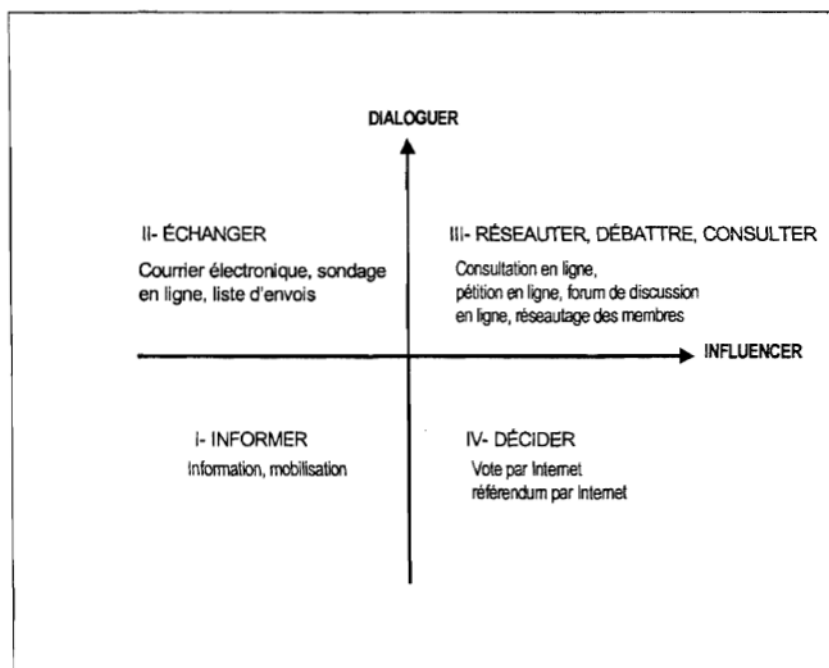 DIALOGUER
II- ÉCHANGER
Courrier électronique, sondage
en ligne, liste d'envois
III- RÉSEAUTER, DÉBATTRE, CONSULTER
Consultation en ligne,
pétition en ligne, forum de discussion
en ligne, réseautage des membres
INFLUENCER
I- INFORMER
Information, mobilisation
IV- DÉCIDER
Vote par Internet
référendum par Internet